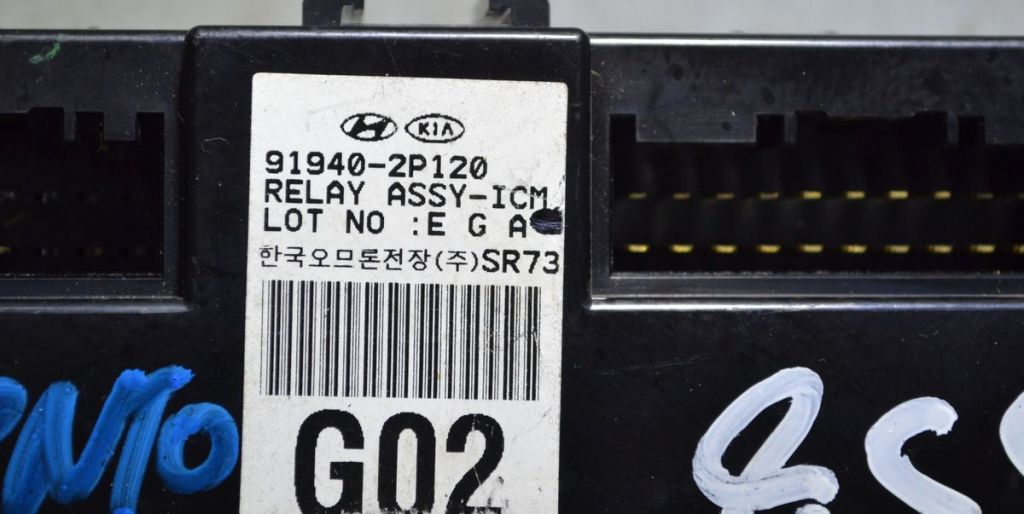 KIA
91940-2P120
RELAY ASSY-ICM
LOT NO :E G A
한국오므론전장(주)SR73
G02